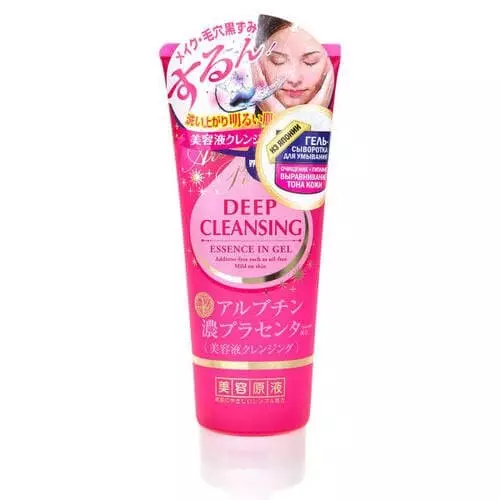 メイク・毛穴黒ずみ
するん!
洗い上がり明るい肌
美容液クレンジング
ИЗ ЯПОНИИ
ГЕЛЬ-
СЫВОРОТКА
ДЛЯ УМЫВАНИЯ
ОЧИЩЕНИЕ + ПИТАНИЕ
ВЫРАВНИВАНИЕ
ТОНА КОЖИ
DEEP
CLEANSING
ESSENCE IN GEL
Additive-free such as oil-free
Mild on skin
アルブチン
濃プラセンタ
(美容液クレンジング)
美容原液